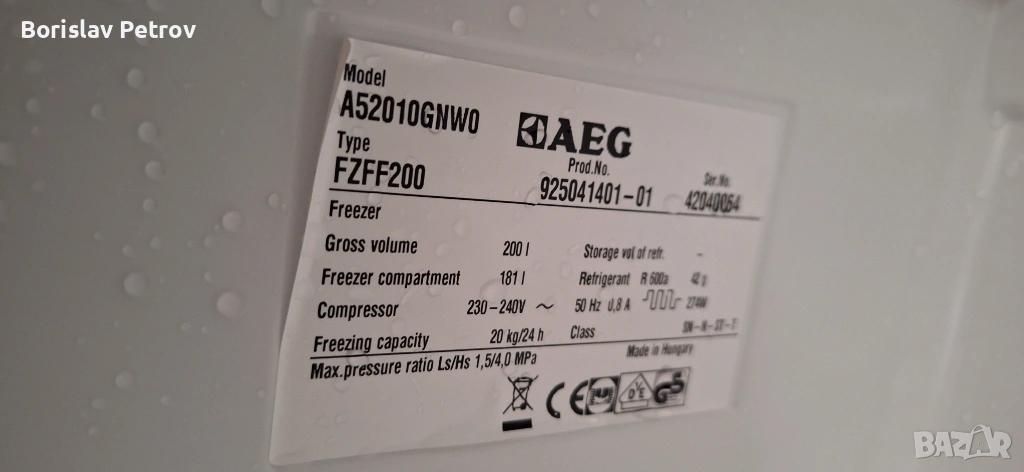 Borislav Petrov
Model
A52010GNW0
AEG
Type
Prod.No.
Ser.No.
FZFF200
925041401-01
42040064
Freezer
Gross volume 200 l Storage vol of refr. -
Freezer compartment 181 l Refrigerant R 600a 42 g
Compressor 230-240V ~ 50 Hz 0,8 A 274W
Freezing capacity 20 kg/24 h Class SN-N-ST-T
Max.pressure ratio Ls/Hs 1,5/4,0 MPa Made in Hungary
CE VDE GS
BAZAR